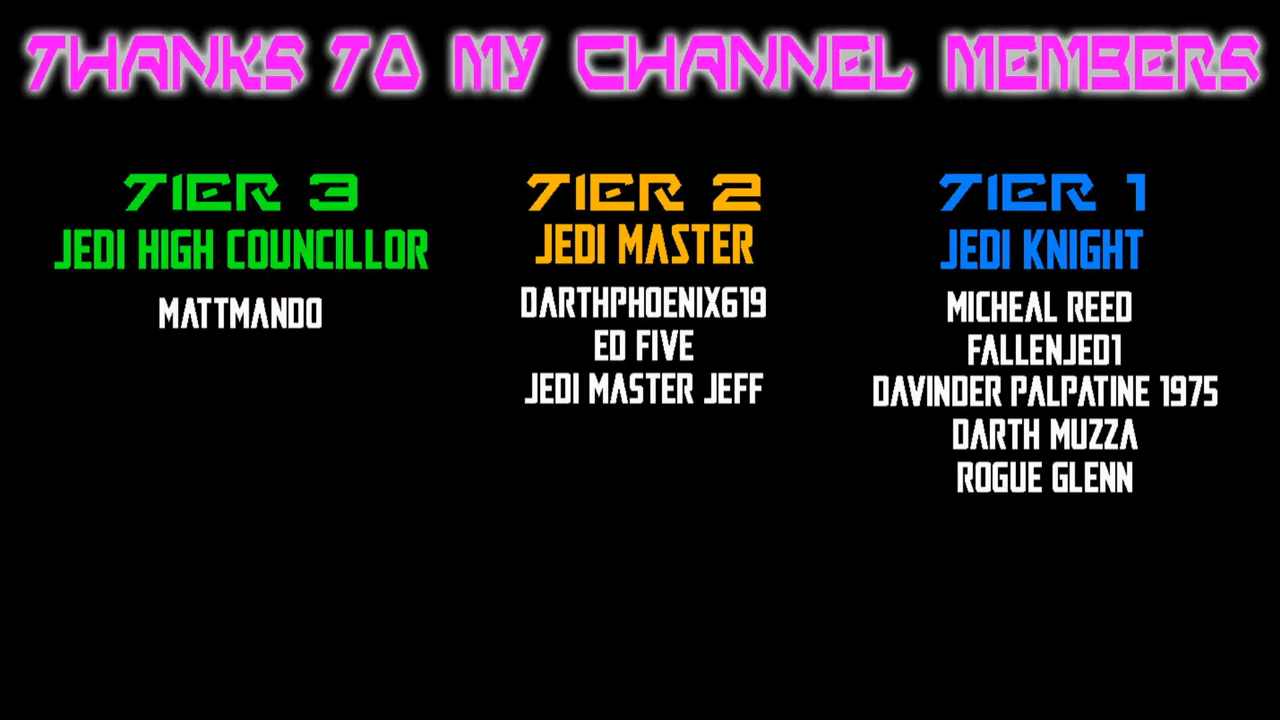 THANKS TO MY CHANNEL MEMBERS
TIER 3
JEDI HIGH COUNCILLOR
MATTMANDO
TIER 2
JEDI MASTER
DARTHPHOENIX619
ED FIVE
JEDI MASTER JEFF
TIER 1
JEDI KNIGHT
MICHEAL REED
FALLENJED1
DAVINDER PALPATINE 1975
DARTH MUZZA
ROGUE GLENN